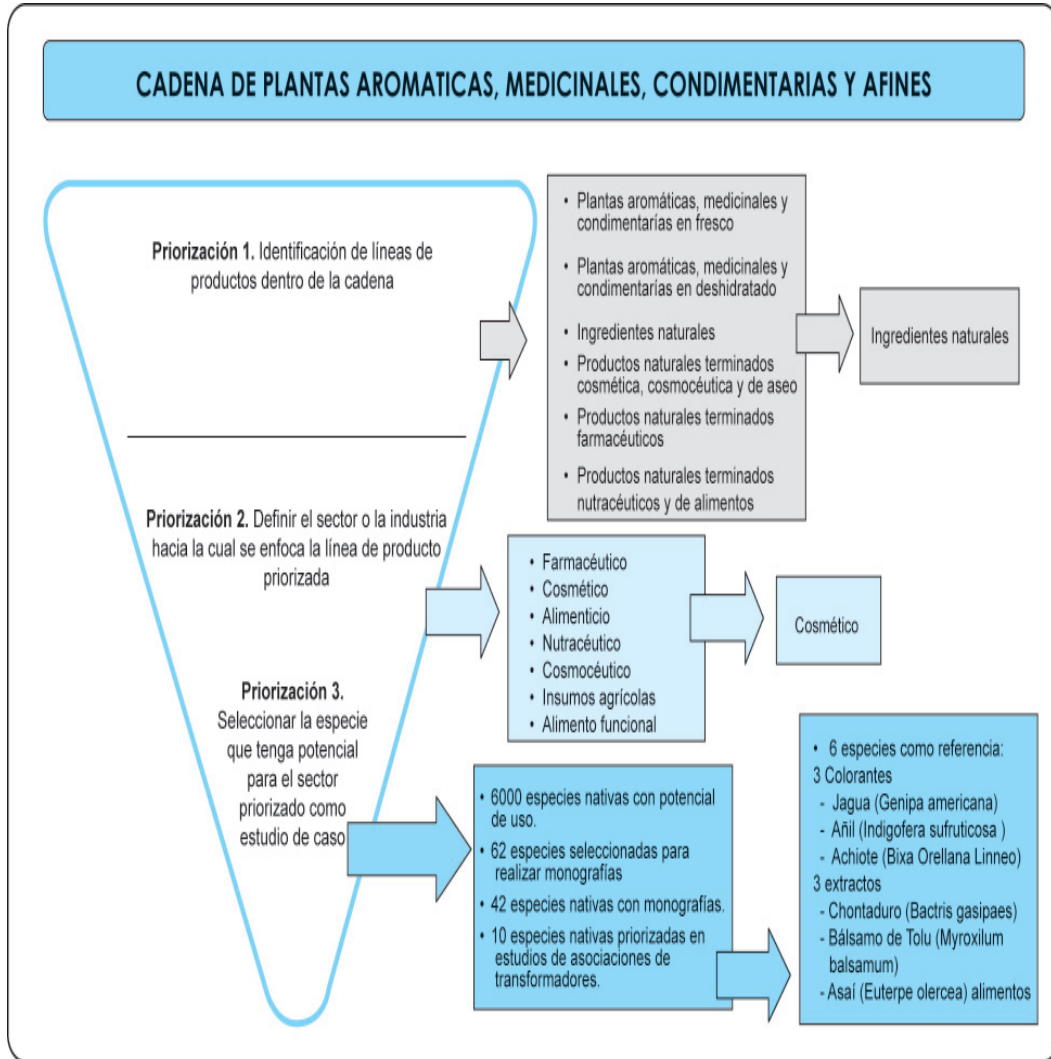 CADENA DE PLANTAS AROMATICAS, MEDICINALES, CONDIMENTARIAS Y AFINES
Priorización 1. Identificación de líneas de
productos dentro de la cadena
• Plantas aromáticas, medicinales y
condimentarías en fresco
• Plantas aromáticas, medicinales y
condimentarías en deshidratado
• Ingredientes naturales
• Productos naturales terminados
cosmética, cosmocéutica y de aseo
• Productos naturales terminados
farmacéuticos
• Productos naturales terminados
nutracéuticos y de alimentos
Ingredientes naturales
Priorización 2. Definir el sector o la industria
hacia la cual se enfoca la línea de producto
priorizada
• Farmacéutico
• Cosmético
• Alimenticio
• Nutracéutico
• Cosmocéutico
• Insumos agrícolas
• Alimento funcional
Cosmético
Priorización 3.
Seleccionar la especie
que tenga potencial
para el sector
priorizado como
estudio de caso
• 6000 especies nativas con potencial
de uso.
• 62 especies seleccionadas para
realizar monografías
• 42 especies nativas con monografías.
• 10 especies nativas priorizadas en
estudios de asociaciones de
transformadores.
• 6 especies como referencia:
3 Colorantes
- Jagua (Genipa americana)
- Añil (Indigofera sufruticosa )
- Achiote (Bixa Orellana Linneo)
3 extractos
- Chontaduro (Bactris gasipaes)
- Bálsamo de Tolu (Myroxilum
balsamum)
- Asaí (Euterpe olercea) alimentos